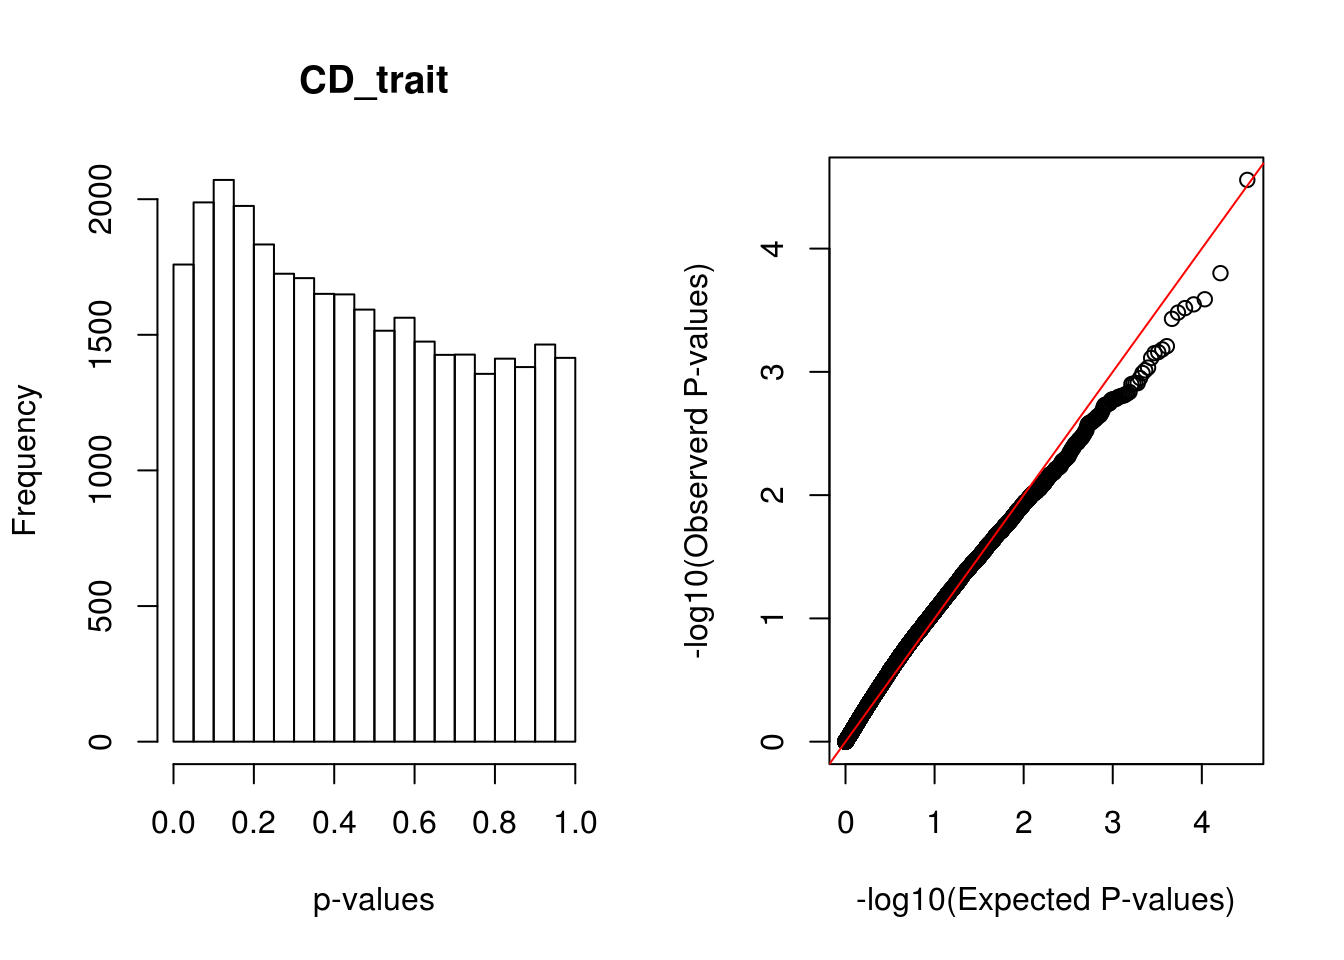 CD_trait
Frequency
2000
1500
1000
500
0
0.0 0.2 0.4 0.6 0.8 1.0
p-values
-log10(Observerd P-values)
4
3
2
1
0
0 1 2 3 4
-log10(Expected P-values)